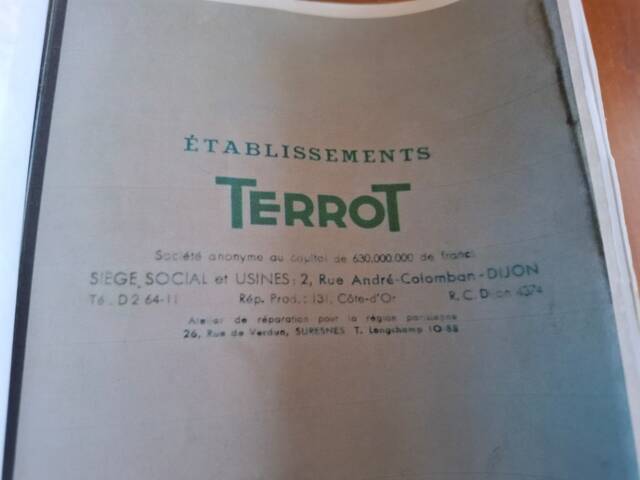 ÉTABLISSEMENTS
TERROT
Société anonyme au capital de 630.000.000 de francs
SIEGE SOCIAL et USINES : 2, Rue André-Colomban - DIJON
Tél. D 2 64-11 Rép. Prod. : 131, Côte-d'Or R. C. Dijon 4374
Atelier de réparation pour la région parisienne
26, Rue de Verdun, SURESNES T. Longchamp 10-88